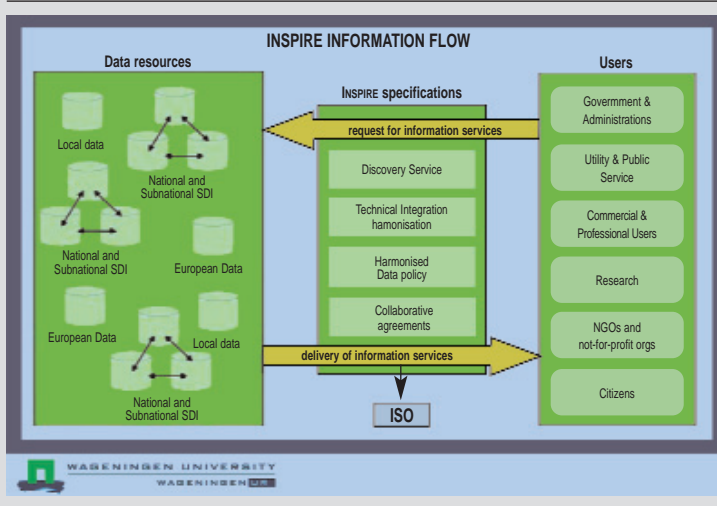 INSPIRE INFORMATION FLOW
Data resources
Local data
National and
Subnational SDI
National and
Subnational SDI
European Data
European Data
Local data
National and
Subnational SDI
INSPIRE specifications
request for information services
Discovery Service
Technical Integration
hamonisation
Harmonised
Data policy
Collaborative
agreements
delivery of information services
ISO
Users
Government &
Administrations
Utility & Public
Service
Commercial &
Professional Users
Research
NGOs and
not-for-profit orgs
Citizens
WAGENINGEN UNIVERSITY
WAGENINGEN UR